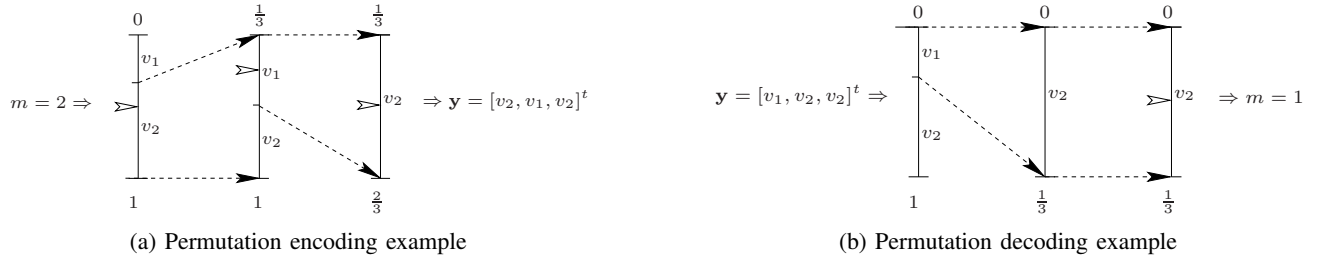 0 1/3 1/3
v₁ v₁
m = 2 ⇒ v₂ ⇒ y = [v₂, v₁, v₂]ᵗ
v₂ v₂
1 1 2/3
(a) Permutation encoding example
0 0 0
v₁
y = [v₁, v₂, v₂]ᵗ ⇒ v₂ v₂ ⇒ m = 1
v₂
1 1/3 1/3
(b) Permutation decoding example